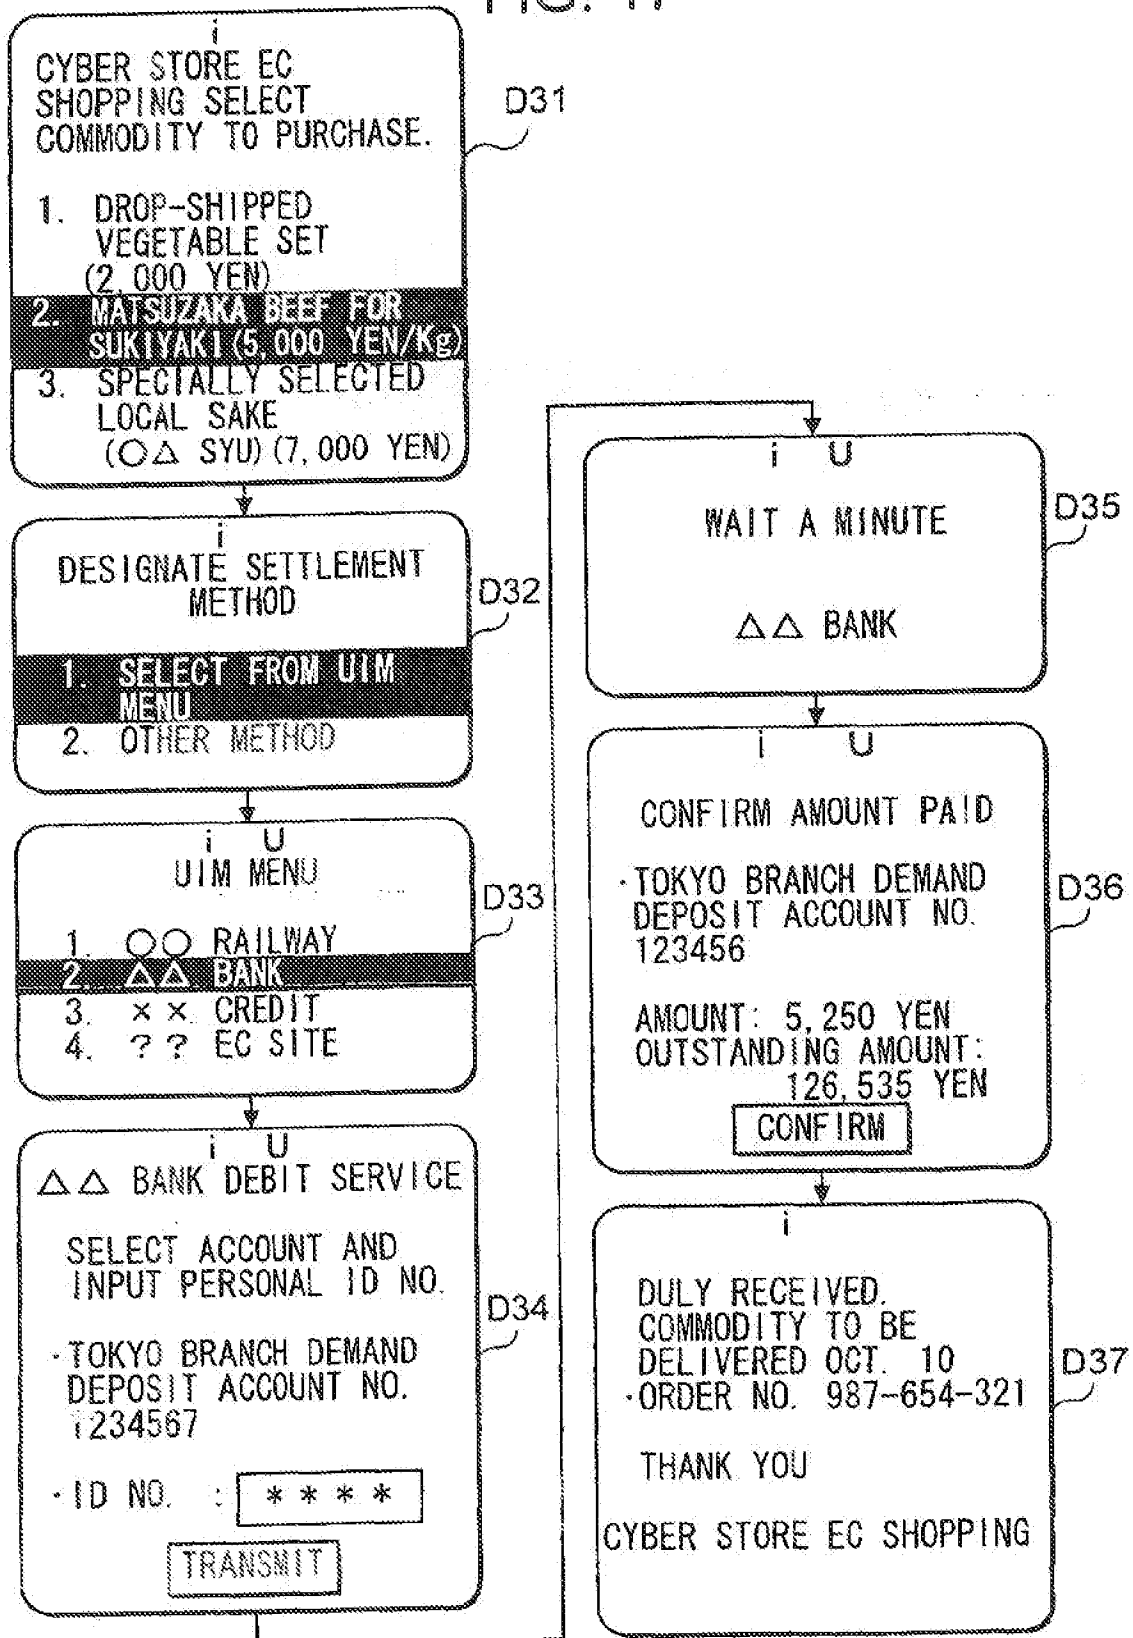 i
CYBER STORE EC
SHOPPING SELECT
COMMODITY TO PURCHASE.
1. DROP-SHIPPED
VEGETABLE SET
(2,000 YEN)
2. MATSUZAKA BEEF FOR
SUKIYAKI(5,000 YEN/Kg)
3. SPECIALLY SELECTED
LOCAL SAKE
(○△ SYU)(7,000 YEN)
D31
i
DESIGNATE SETTLEMENT
METHOD
1. SELECT FROM UIM
MENU
2. OTHER METHOD
D32
i U
UIM MENU
1. ○○ RAILWAY
2. △△ BANK
3. ×× CREDIT
4. ?? EC SITE
D33
i U
△△ BANK DEBIT SERVICE
SELECT ACCOUNT AND
INPUT PERSONAL ID NO.
·TOKYO BRANCH DEMAND
DEPOSIT ACCOUNT NO.
1234567
·ID NO. : ****
TRANSMIT
D34
i U
WAIT A MINUTE
△△ BANK
D35
i U
CONFIRM AMOUNT PAID
·TOKYO BRANCH DEMAND
DEPOSIT ACCOUNT NO.
123456
AMOUNT: 5,250 YEN
OUTSTANDING AMOUNT:
126,535 YEN
CONFIRM
D36
i
DULY RECEIVED.
COMMODITY TO BE
DELIVERED OCT. 10
·ORDER NO. 987-654-321
THANK YOU
CYBER STORE EC SHOPPING
D37